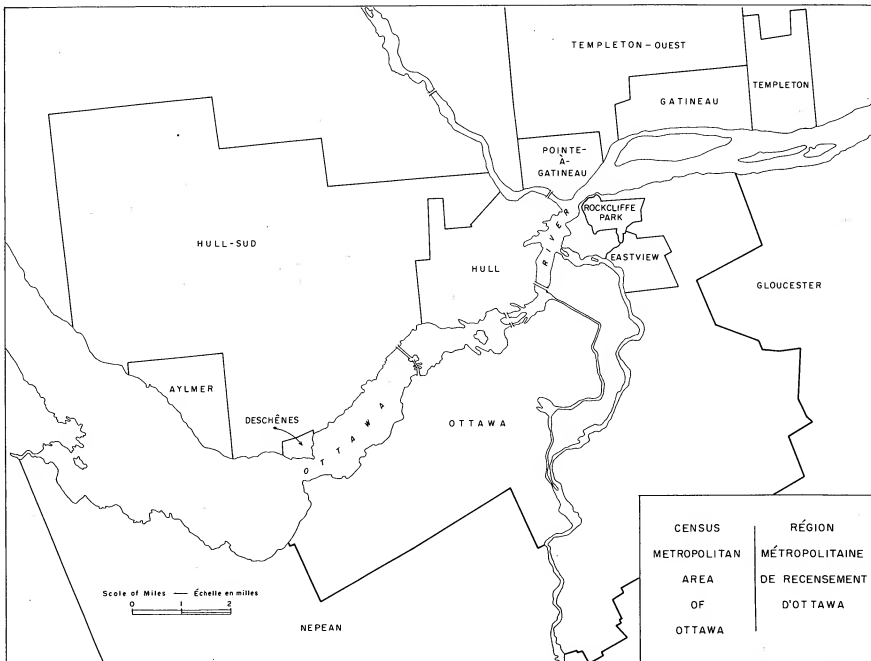 TEMPLETON-OUEST
TEMPLETON
GATINEAU
POINTE-
À-
GATINEAU
ROCKCLIFFE
PARK
EASTVIEW
HULL-SUD
HULL
GLOUCESTER
AYLMER
DESCHÊNES
OTTAWA
RIVER
OTTAWA
NEPEAN
Scale of Miles — Échelle en milles
0 1 2
CENSUS
METROPOLITAN
AREA
OF
OTTAWA
RÉGION
MÉTROPOLITAINE
DE RECENSEMENT
D'OTTAWA